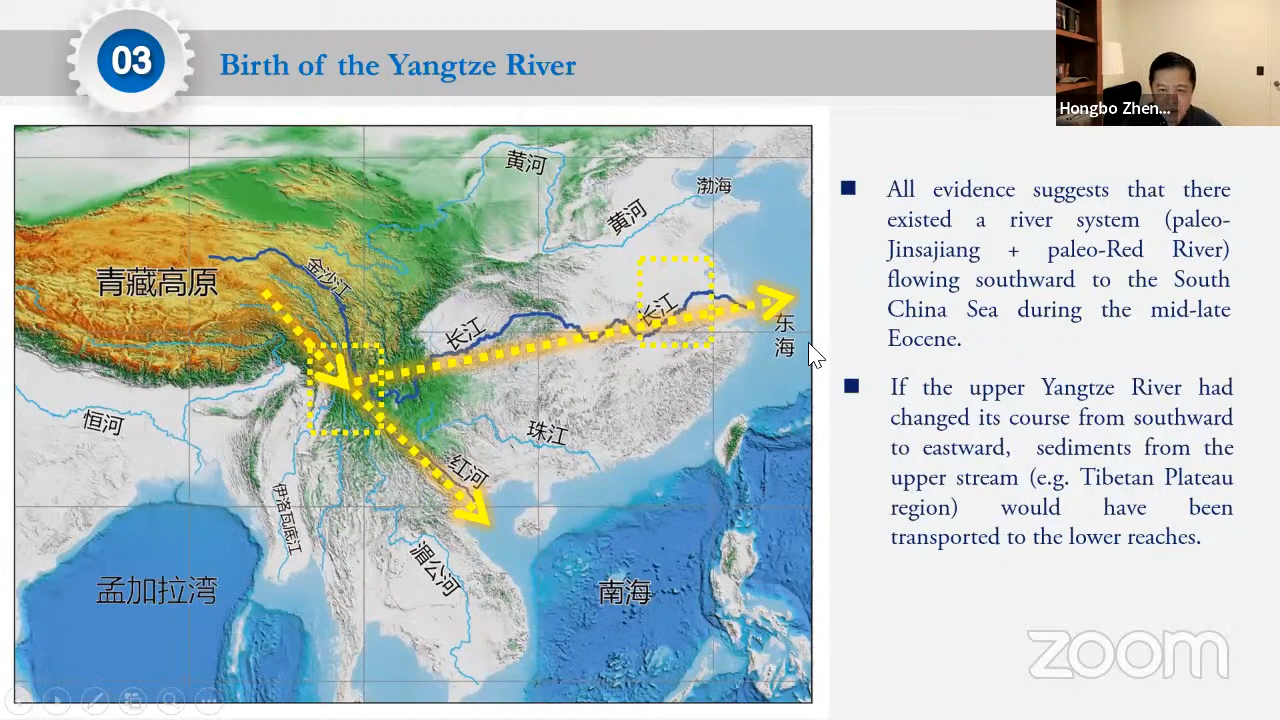 03
Birth of the Yangtze River
Hongbo Zhen...
黄河
渤海
黄河
金沙江
青藏高原
长江
长江
东海
恒河
珠江
红河
伊洛瓦底江
湄公河
孟加拉湾
南海
All evidence suggests that there
existed a river system (paleo-
Jinsajiang + paleo-Red River)
flowing southward to the South
China Sea during the mid-late
Eocene.
If the upper Yangtze River had
changed its course from southward
to eastward, sediments from the
upper stream (e.g. Tibetan Plateau
region) would have been
transported to the lower reaches.
zoom